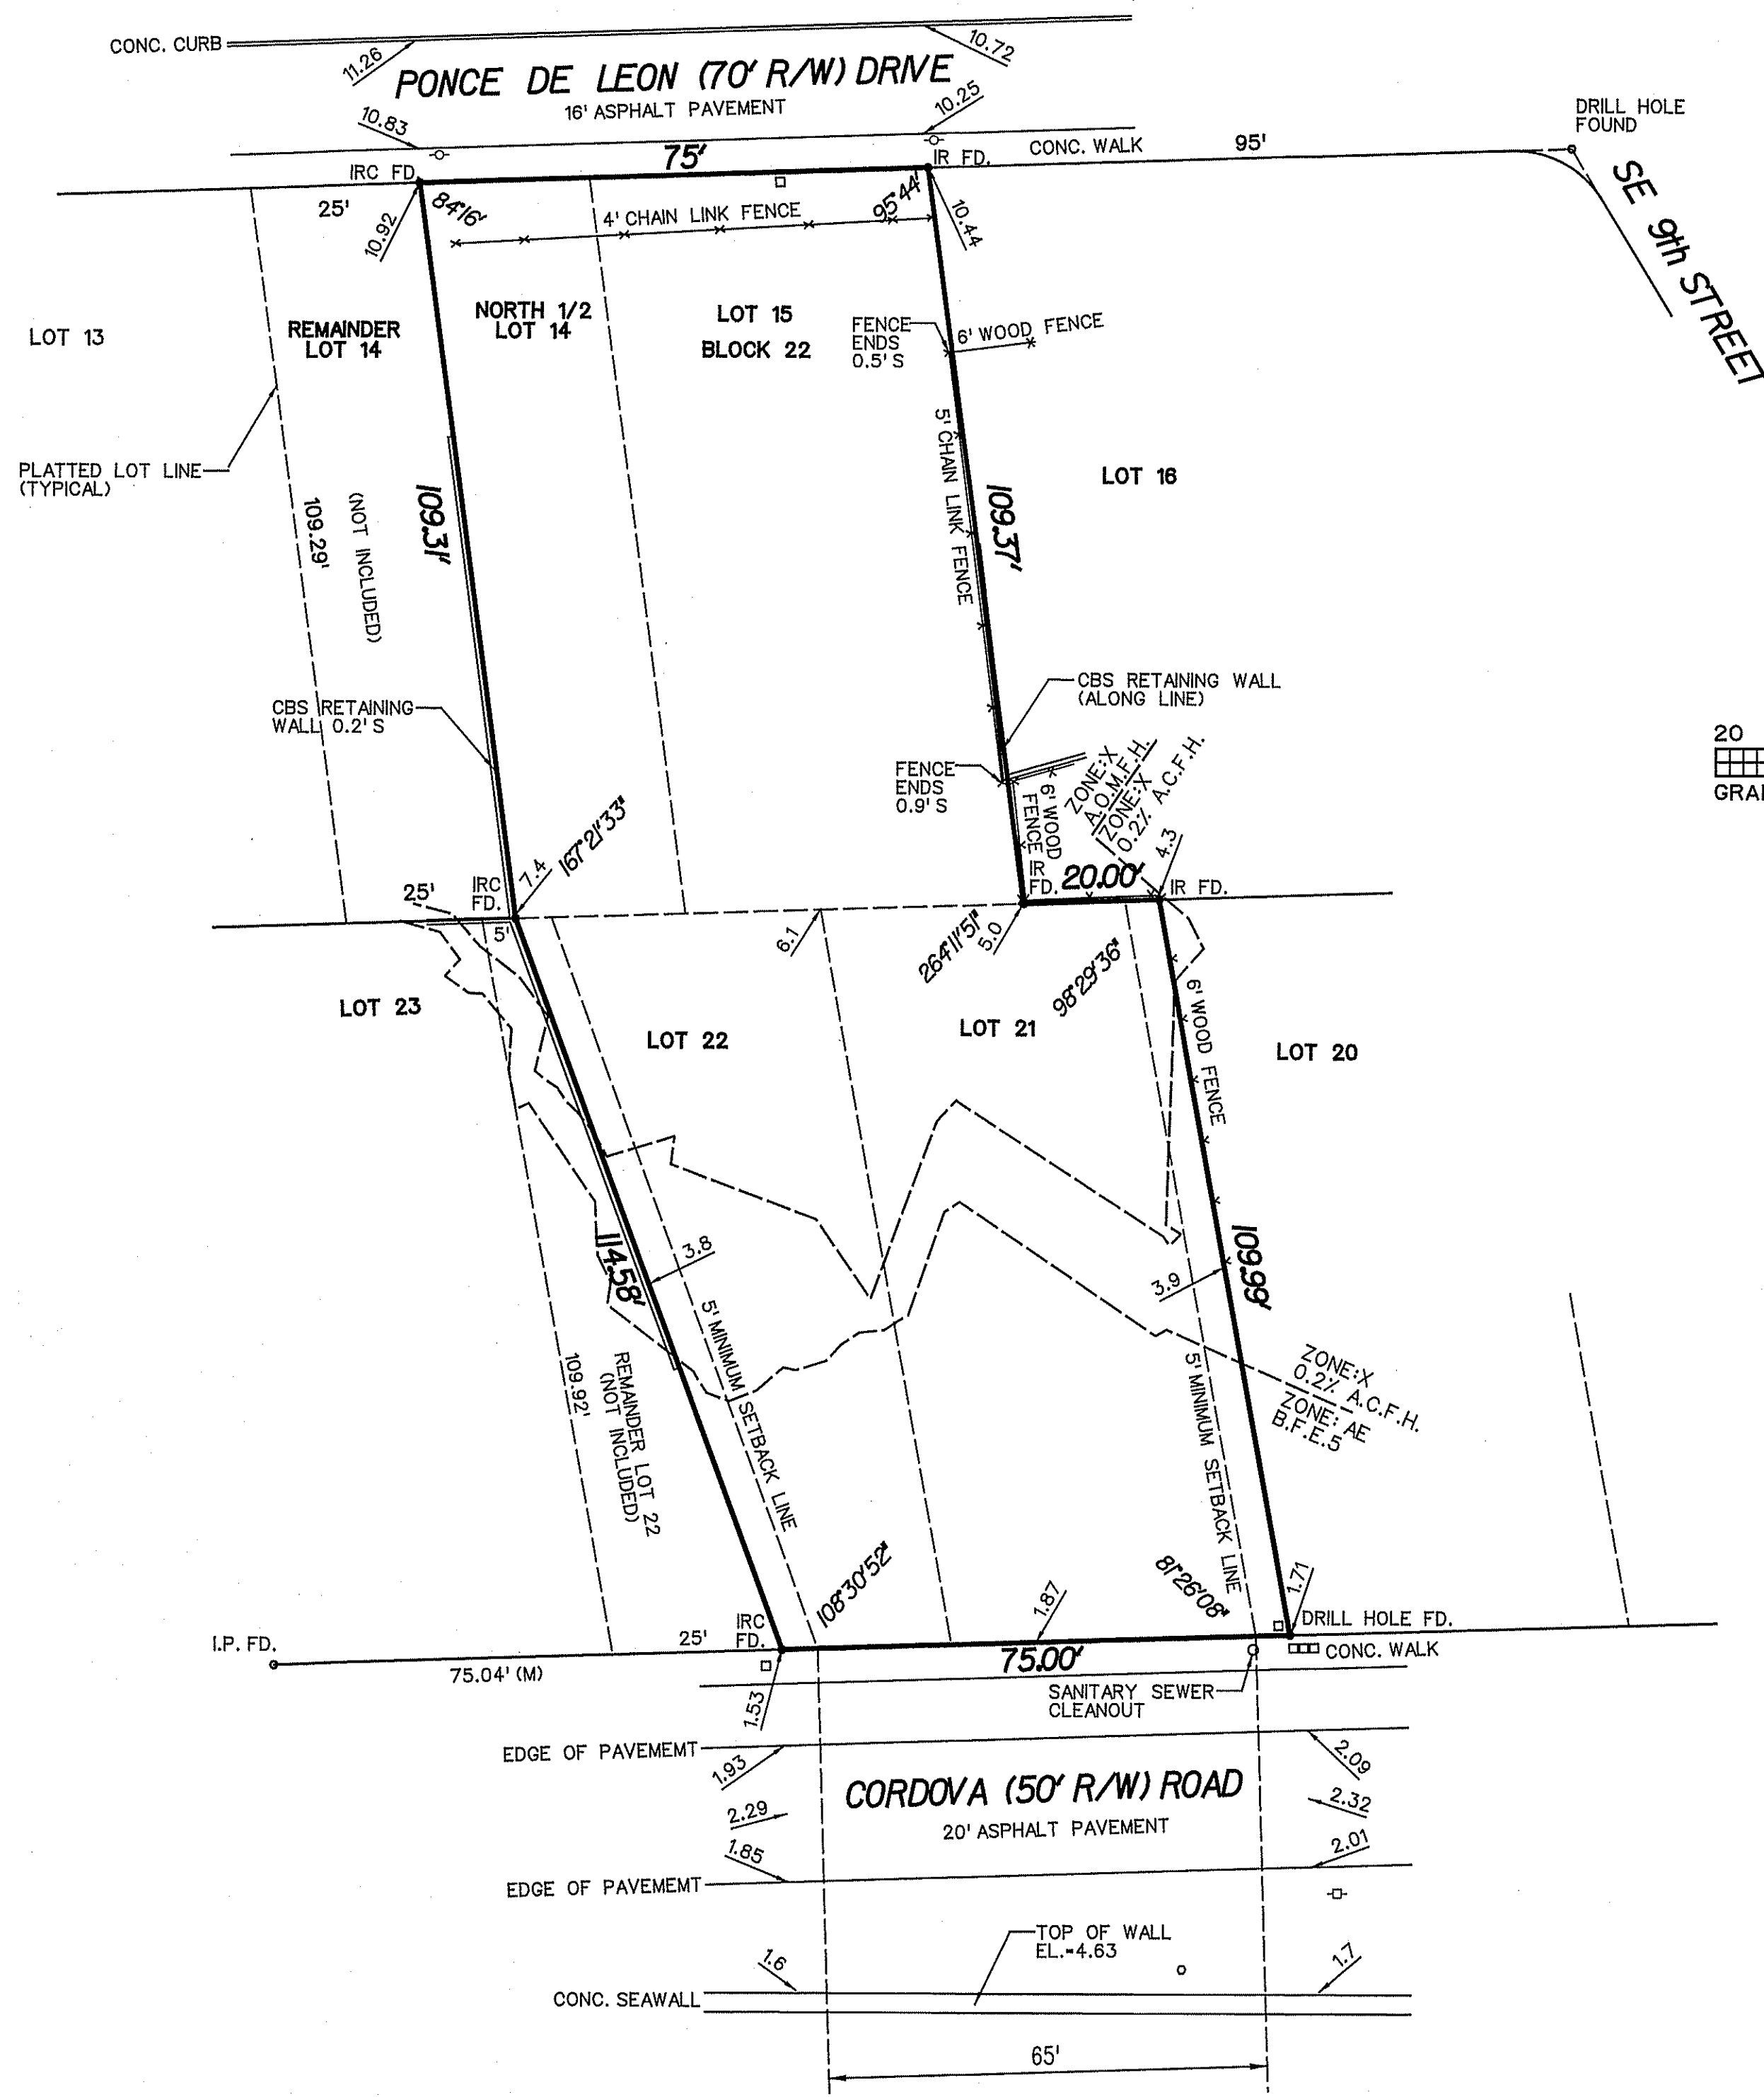 CONC. CURB
11.26
10.72
PONCE DE LEON (70' R/W) DRIVE
16' ASPHALT PAVEMENT
10.83
10.25
DRILL HOLE
FOUND
IRC FD.
75'
IR FD.
CONC. WALK
95'
SE 9th STREET
25'
10.92
84°16'
4' CHAIN LINK FENCE
95°44'
10.44
LOT 13
REMAINDER
LOT 14
NORTH 1/2
LOT 14
LOT 15
BLOCK 22
FENCE
ENDS
0.5' S
6' WOOD FENCE
PLATTED LOT LINE
(TYPICAL)
109.29'
(NOT INCLUDED)
109.31'
5' CHAIN LINK FENCE
109.37'
LOT 16
CBS RETAINING
WALL 0.2' S
CBS RETAINING WALL
(ALONG LINE)
FENCE
ENDS
0.9' S
6' WOOD
FENCE
ZONE:X
A.O.M.F.H.
ZONE:X
0.2% A.C.F.H.
20
GRA
25'
IRC
FD.
7.4
167°21'33"
IR
FD.
20.00'
4.3
IR FD.
5'
6.1
264°11'51"
5.0
98°29'36"
LOT 23
LOT 22
LOT 21
LOT 20
6' WOOD FENCE
114.58'
3.8
3.9
109.99'
5' MINIMUM SETBACK LINE
5' MINIMUM SETBACK LINE
109.92'
REMAINDER LOT 22
(NOT INCLUDED)
ZONE:X
0.2% A.C.F.H.
ZONE: AE
B.F.E.5
108°30'52"
1.87
81°26'08"
1.71
I.P. FD.
75.04' (M)
25'
IRC
FD.
75.00'
DRILL HOLE FD.
CONC. WALK
1.53
SANITARY SEWER
CLEANOUT
EDGE OF PAVEMEMT
1.93
2.09
CORDOVA (50' R/W) ROAD
2.29
2.32
20' ASPHALT PAVEMENT
1.85
2.01
EDGE OF PAVEMEMT
TOP OF WALL
EL.=4.63
1.6
1.7
CONC. SEAWALL
65'